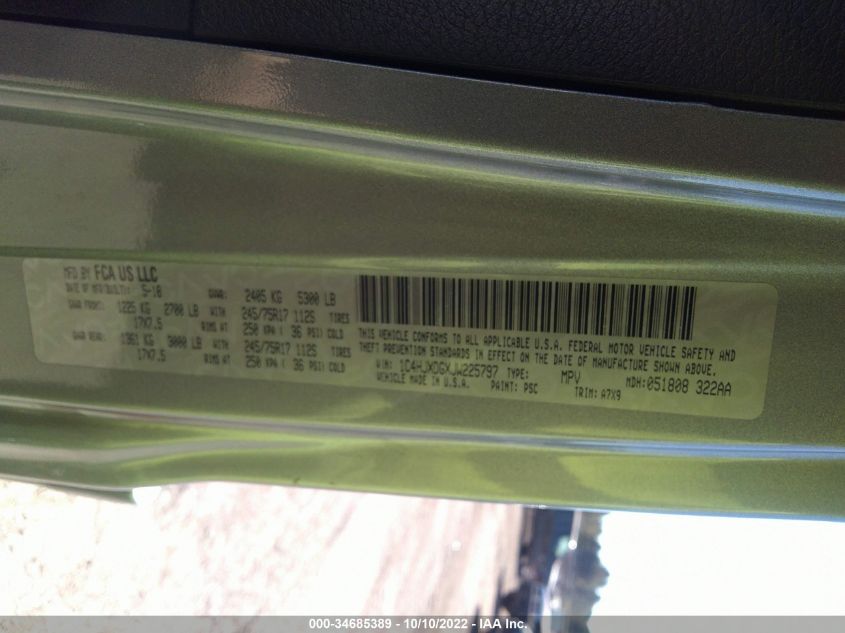 MFD BY FCA US LLC
DATE OF MFR(BUILT): 5-18 GVWR: 2405 KG 5300 LB
GAWR FRONT: 1225 KG 2700 LB WITH 245/75R17 112S
17X7.5 RIMS AT 250 KPA ( 36 PSI) COLD
GAWR REAR: 1361 KG 3000 LB WITH 245/75R17 112S
17X7.5 RIMS AT 250 KPA ( 36 PSI) COLD
THIS VEHICLE CONFORMS TO ALL APPLICABLE U.S.A. FEDERAL MOTOR VEHICLE SAFETY AND
THEFT PREVENTION STANDARDS IN EFFECT ON THE DATE OF MANUFACTURE SHOWN ABOVE.
VIN: 1C4HJXDGXJW225797 TYPE: MPV MDH:051808 322AA
VEHICLE MADE IN U.S.A. PAINT: PSC TRIM: A7X9
000-34685389 - 10/10/2022 - IAA Inc.